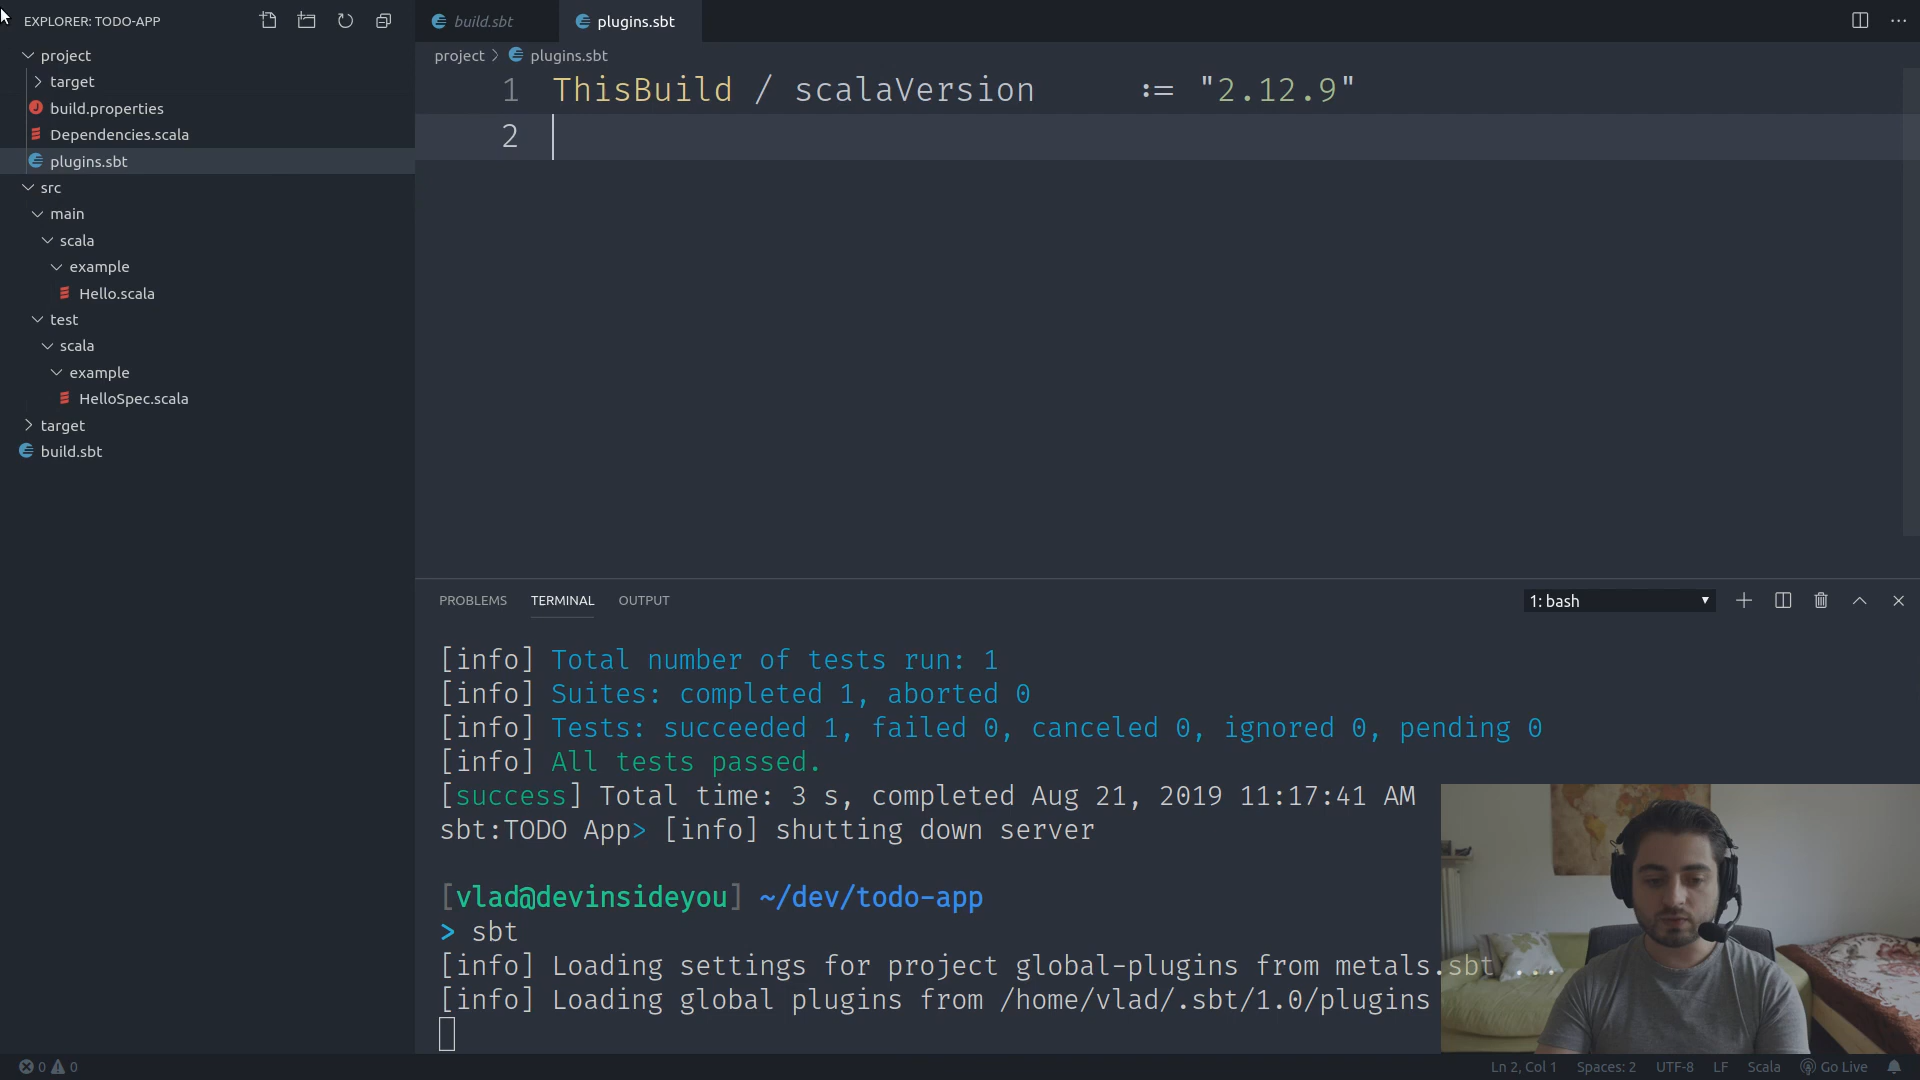 EXPLORER: TODO-APP
project
target
build.properties
Dependencies.scala
plugins.sbt
src
main
scala
example
Hello.scala
test
scala
example
HelloSpec.scala
target
build.sbt
build.sbt
plugins.sbt
project > plugins.sbt
1 ThisBuild / scalaVersion := "2.12.9"
2
PROBLEMS TERMINAL OUTPUT
1: bash
[info] Total number of tests run: 1
[info] Suites: completed 1, aborted 0
[info] Tests: succeeded 1, failed 0, canceled 0, ignored 0, pending 0
[info] All tests passed.
[success] Total time: 3 s, completed Aug 21, 2019 11:17:41 AM
sbt:TODO App> [info] shutting down server
[vlad@devinsideyou] ~/dev/todo-app
> sbt
[info] Loading settings for project global-plugins from metals.sbt ...
[info] Loading global plugins from /home/vlad/.sbt/1.0/plugins
0 0
Ln 2, Col 1 Spaces: 2 UTF-8 LF Scala Go Live